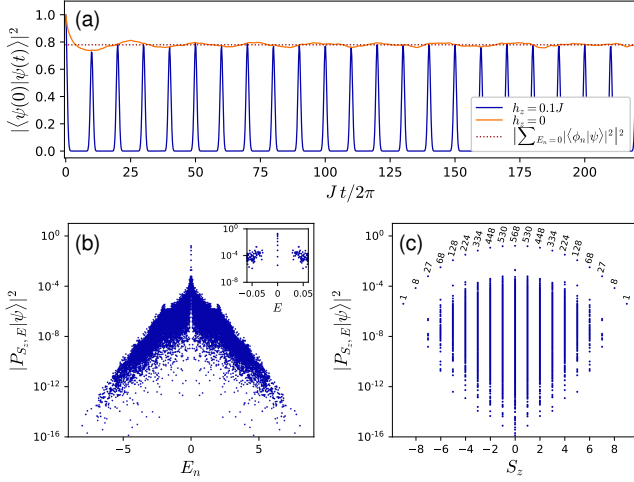 (a)
|⟨ψ(0)|ψ(t)⟩|²
1.0
0.8
0.6
0.4
0.2
0.0
h_z = 0.1J
h_z = 0
|∑_{E_n=0}|⟨ϕ_n|ψ⟩|²|²
0 25 50 75 100 125 150 175 200
J t/2π
(b)
|P_{S_z, E}|ψ⟩|²
10⁰
10⁻⁴
10⁻⁸
10⁻¹²
10⁻¹⁶
−5 0 5
E_n
10⁰
10⁻⁴
10⁻⁸
−0.05 0.00 0.05
E
(c)
|P_{S_z, E}|ψ⟩|²
10⁰
10⁻⁴
10⁻⁸
10⁻¹²
10⁻¹⁶
1 8 27 68 128 224 334 448 530 568 530 448 334 224 128 68 27 8 1
−8 −6 −4 −2 0 2 4 6 8
S_z